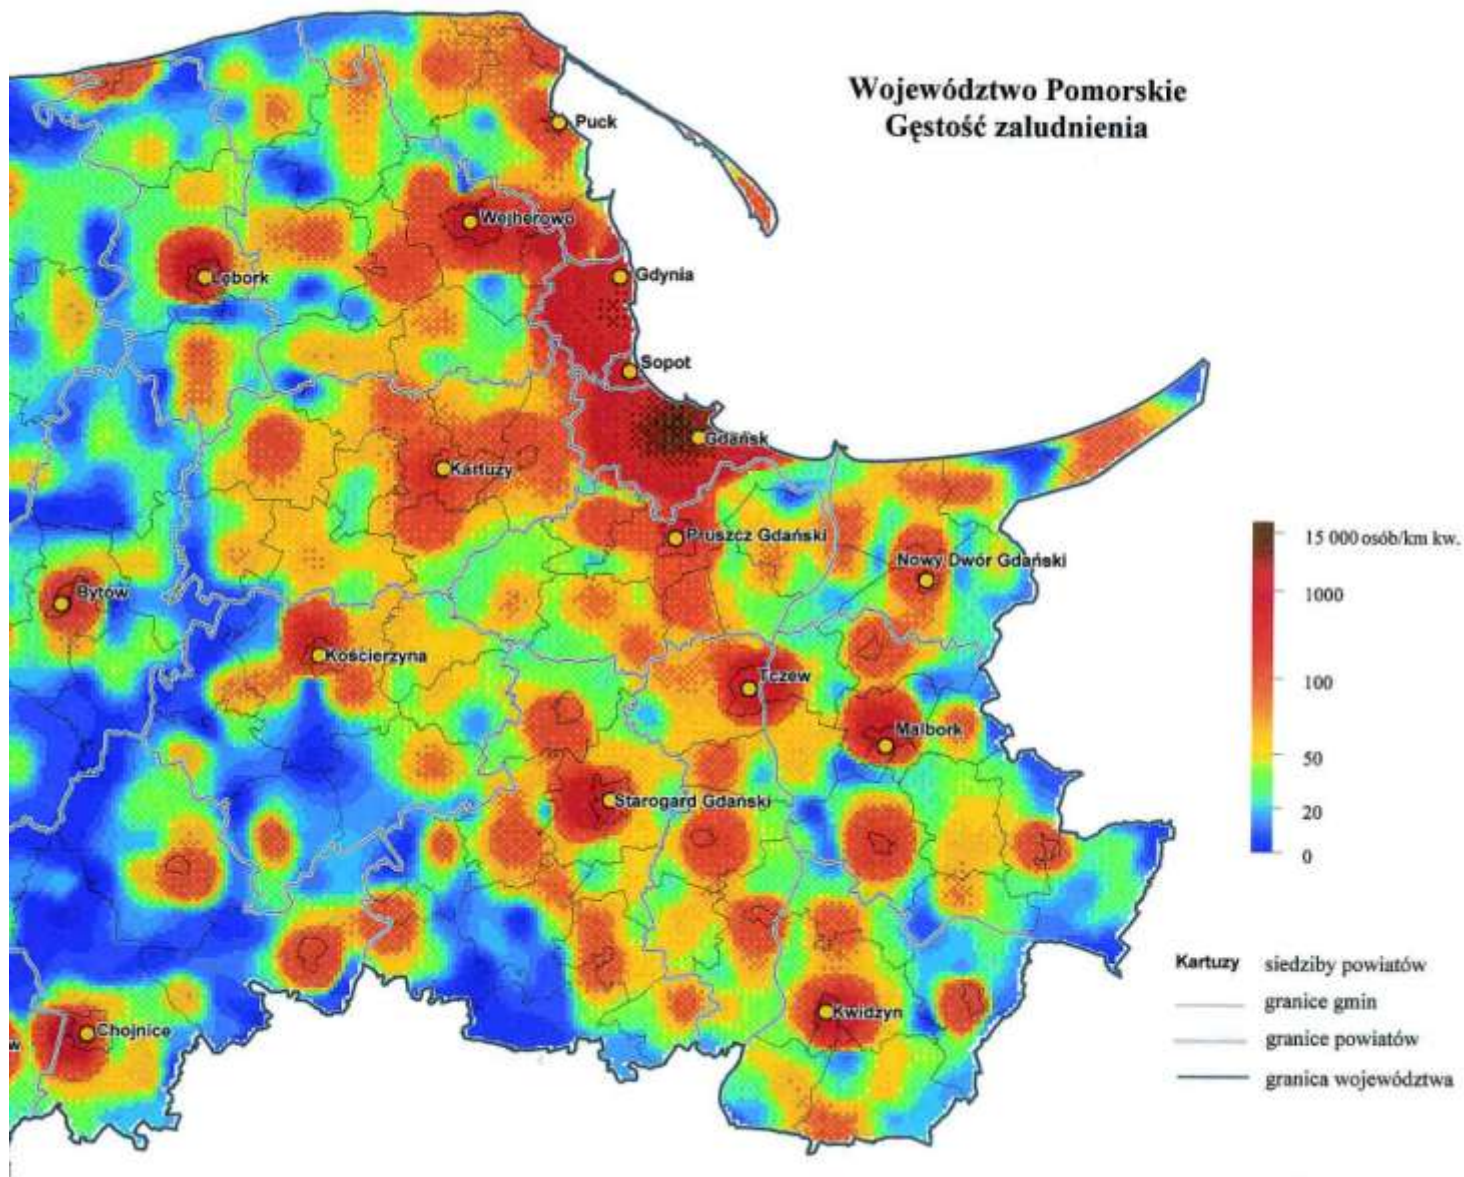 Województwo Pomorskie
Gęstość zaludnienia
Puck
Wejherowo
Lębork
Gdynia
Sopot
Gdańsk
Kartuzy
Pruszcz Gdański
Nowy Dwór Gdański
Bytów
Kościerzyna
Tczew
Malbork
Starogard Gdański
Kwidzyn
Chojnice
w
15 000 osób/km kw.
1000
100
50
20
0
Kartuzy siedziby powiatów
granice gmin
granice powiatów
granica województwa